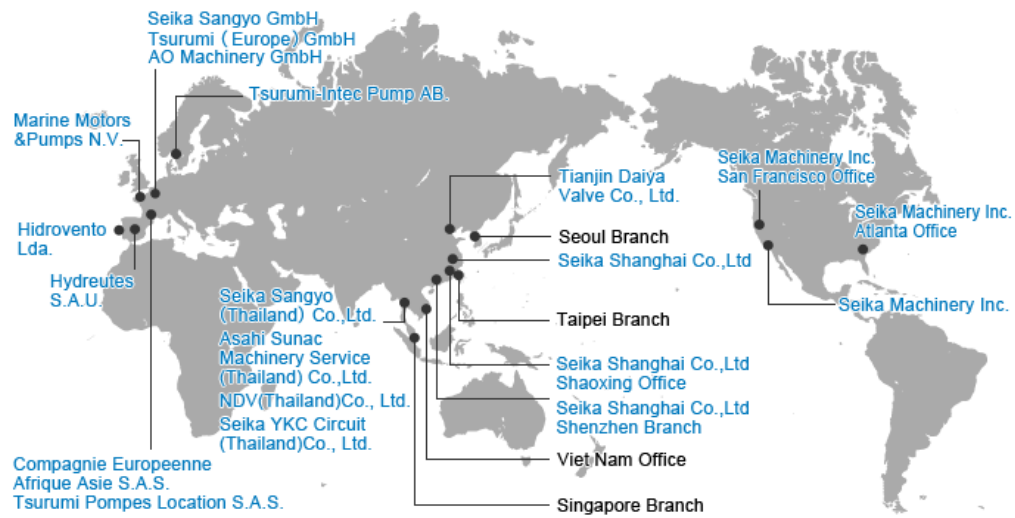 Seika Sangyo GmbH
Tsurumi (Europe) GmbH
AO Machinery GmbH
Tsurumi-Intec Pump AB.
Marine Motors
&Pumps N.V.
Hidrovento
Lda.
Hydreutes
S.A.U.
Compagnie Europeenne
Afrique Asie S.A.S.
Tsurumi Pompes Location S.A.S.
Seika Sangyo
(Thailand) Co.,Ltd.
Asahi Sunac
Machinery Service
(Thailand) Co.,Ltd.
NDV(Thailand)Co., Ltd.
Seika YKC Circuit
(Thailand)Co., Ltd.
Tianjin Daiya
Valve Co., Ltd.
Seoul Branch
Seika Shanghai Co.,Ltd
Taipei Branch
Seika Shanghai Co.,Ltd
Shaoxing Office
Seika Shanghai Co.,Ltd
Shenzhen Branch
Viet Nam Office
Singapore Branch
Seika Machinery Inc.
San Francisco Office
Seika Machinery Inc.
Atlanta Office
Seika Machinery Inc.